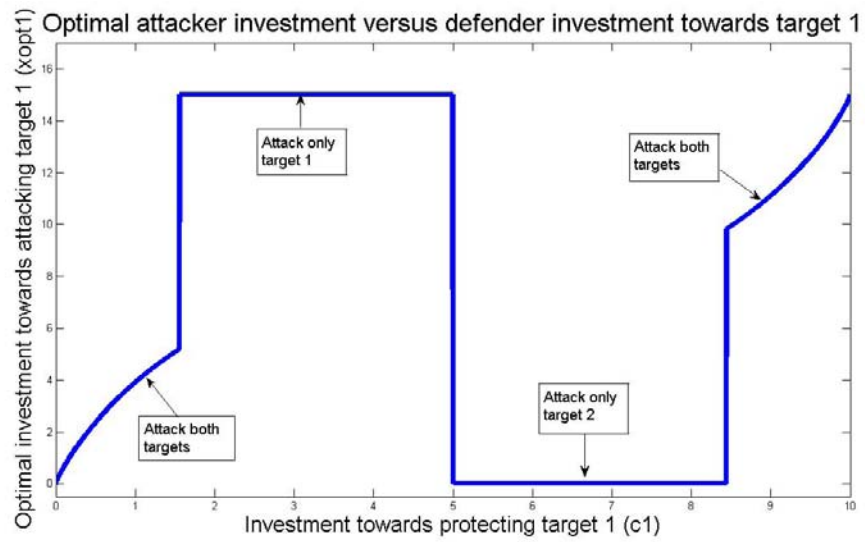 Optimal attacker investment versus defender investment towards target 1
Optimal investment towards attacking target 1 (xopt1)
16
14
12
10
8
6
4
2
0
Attack only
target 1
Attack both
targets
Attack only
target 2
Attack both
targets
0 1 2 3 4 5 6 7 8 9 10
Investment towards protecting target 1 (c1)